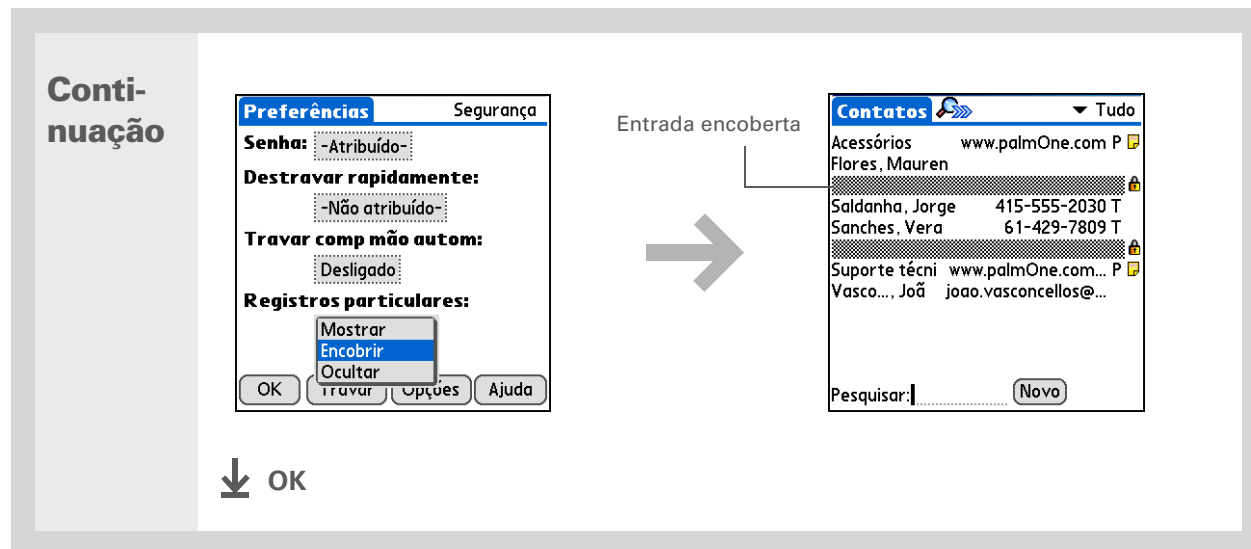 Conti-
nuação
Preferências Segurança
Senha: -Atribuído-
Destravar rapidamente:
-Não atribuído-
Travar comp mão autom:
Desligado
Registros particulares:
Mostrar
Encobrir
Ocultar
OK Travar Opções Ajuda
Entrada encoberta
Contatos Tudo
Acessórios www.palmOne.com P
Flores, Mauren
Saldanha, Jorge 415-555-2030 T
Sanches, Vera 61-429-7809 T
Suporte técni www.palmOne.com... P
Vasco..., Joã joao.vasconcellos@...
Pesquisar: Novo
OK